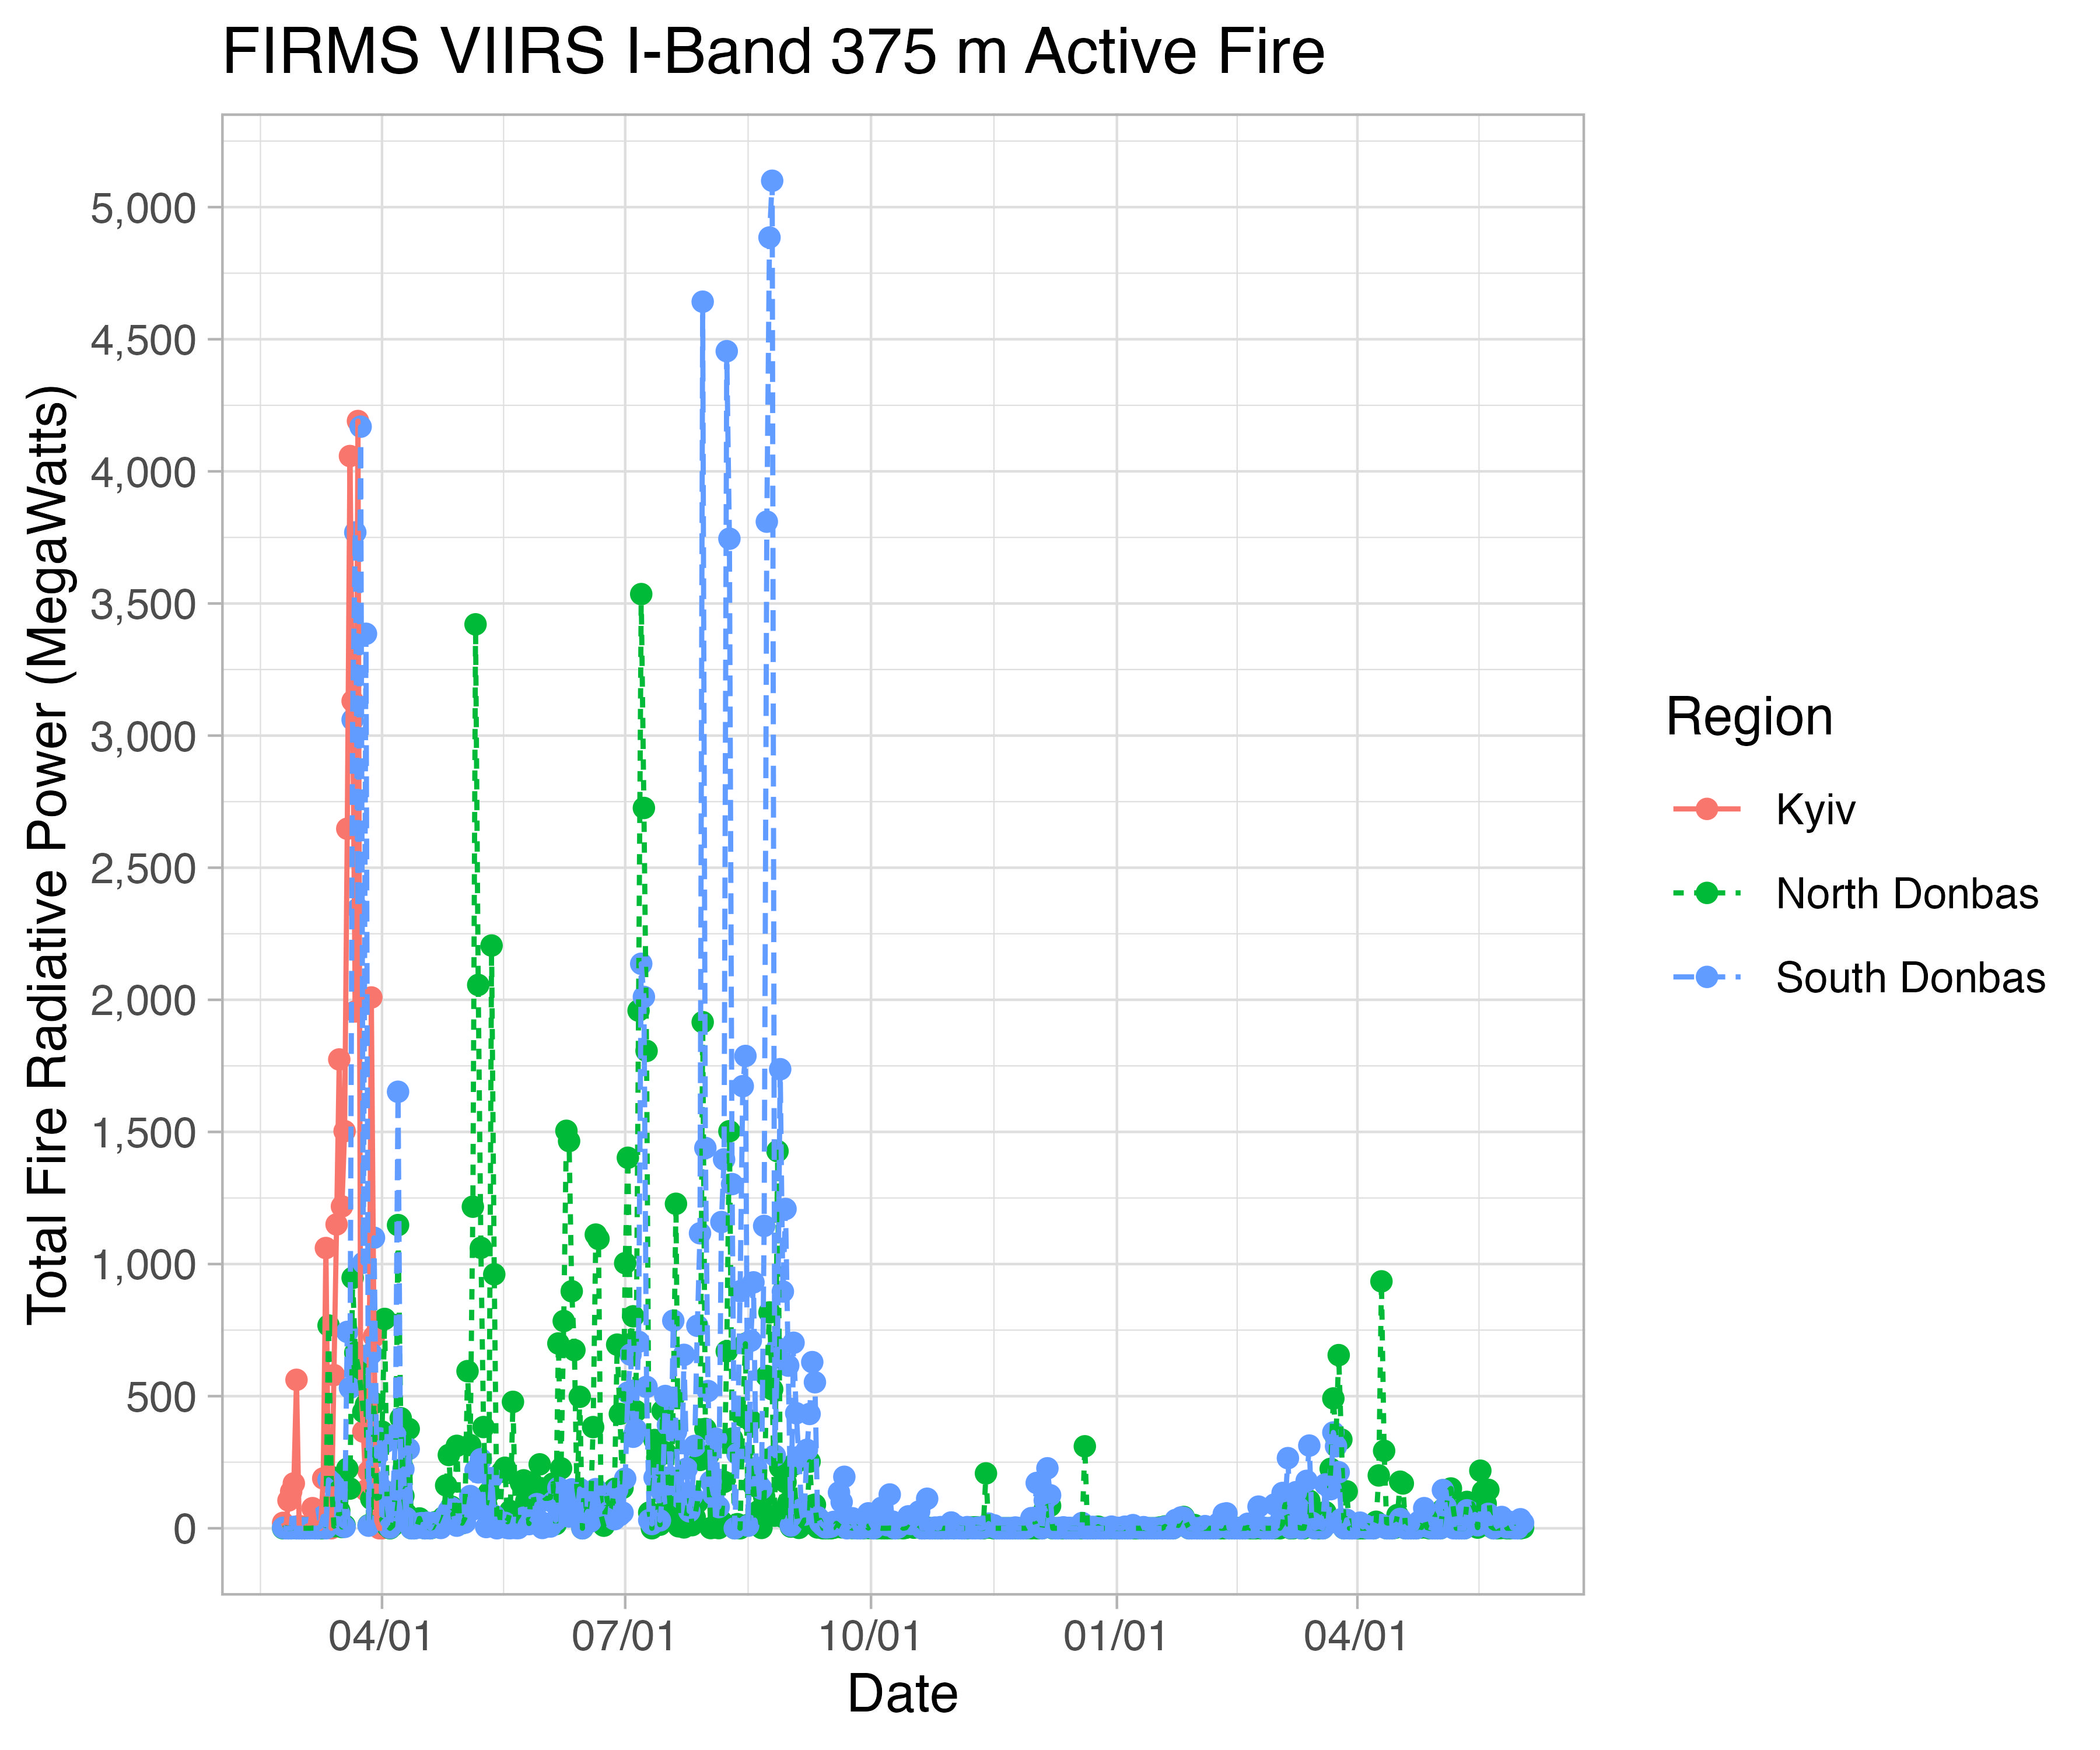 FIRMS VIIRS I-Band 375 m Active Fire
Total Fire Radiative Power (MegaWatts)
5,000
4,500
4,000
3,500
3,000
2,500
2,000
1,500
1,000
500
0
04/01
07/01
10/01
01/01
04/01
Date
Region
Kyiv
North Donbas
South Donbas